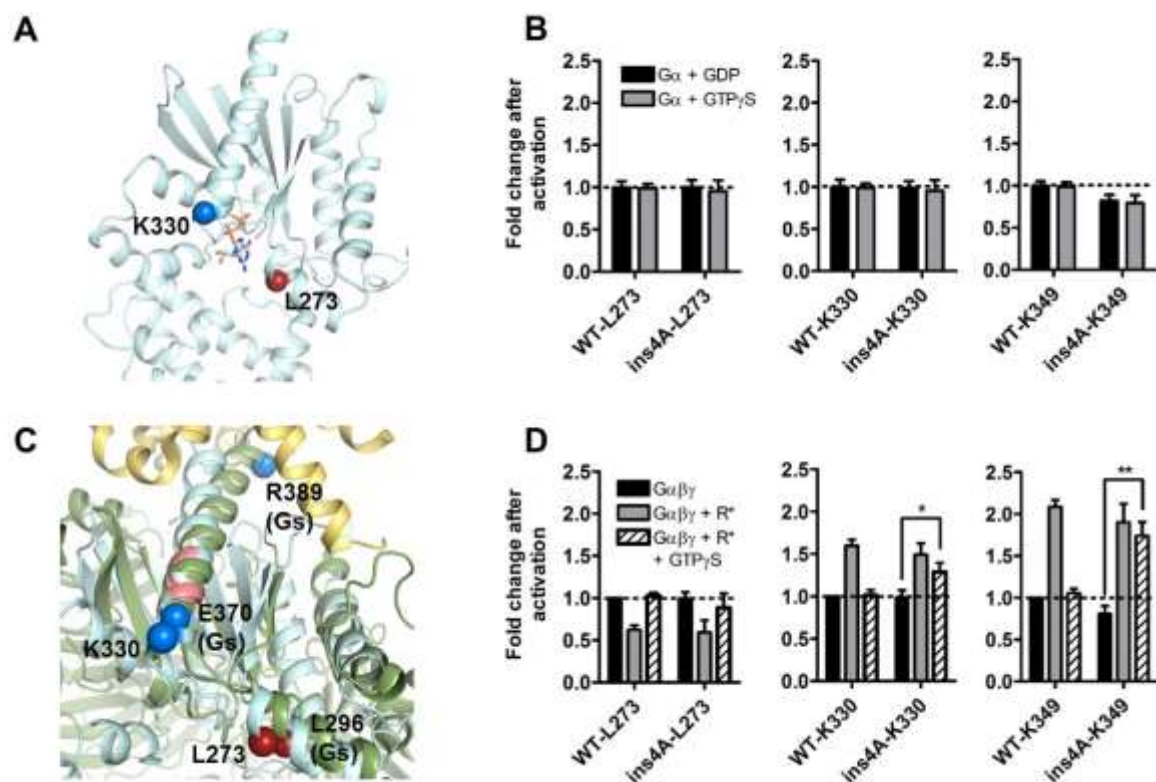 A
K330
L273
B
Fold change after
activation
2.5
2.0
1.5
1.0
0.5
0.0
Gα + GDP
Gα + GTPγS
WT-L273
ins4A-L273
2.5
2.0
1.5
1.0
0.5
0.0
WT-K330
ins4A-K330
2.5
2.0
1.5
1.0
0.5
0.0
WT-K349
ins4A-K349
C
R389
(Gs)
E370
(Gs)
K330
L296
(Gs)
L273
D
Fold change after
activation
2.5
2.0
1.5
1.0
0.5
0.0
Gαβγ
Gαβγ + R*
Gαβγ + R*
+ GTPγS
WT-L273
ins4A-L273
2.5
2.0
1.5
1.0
0.5
0.0
*
WT-K330
ins4A-K330
2.5
2.0
1.5
1.0
0.5
0.0
**
WT-K349
ins4A-K349